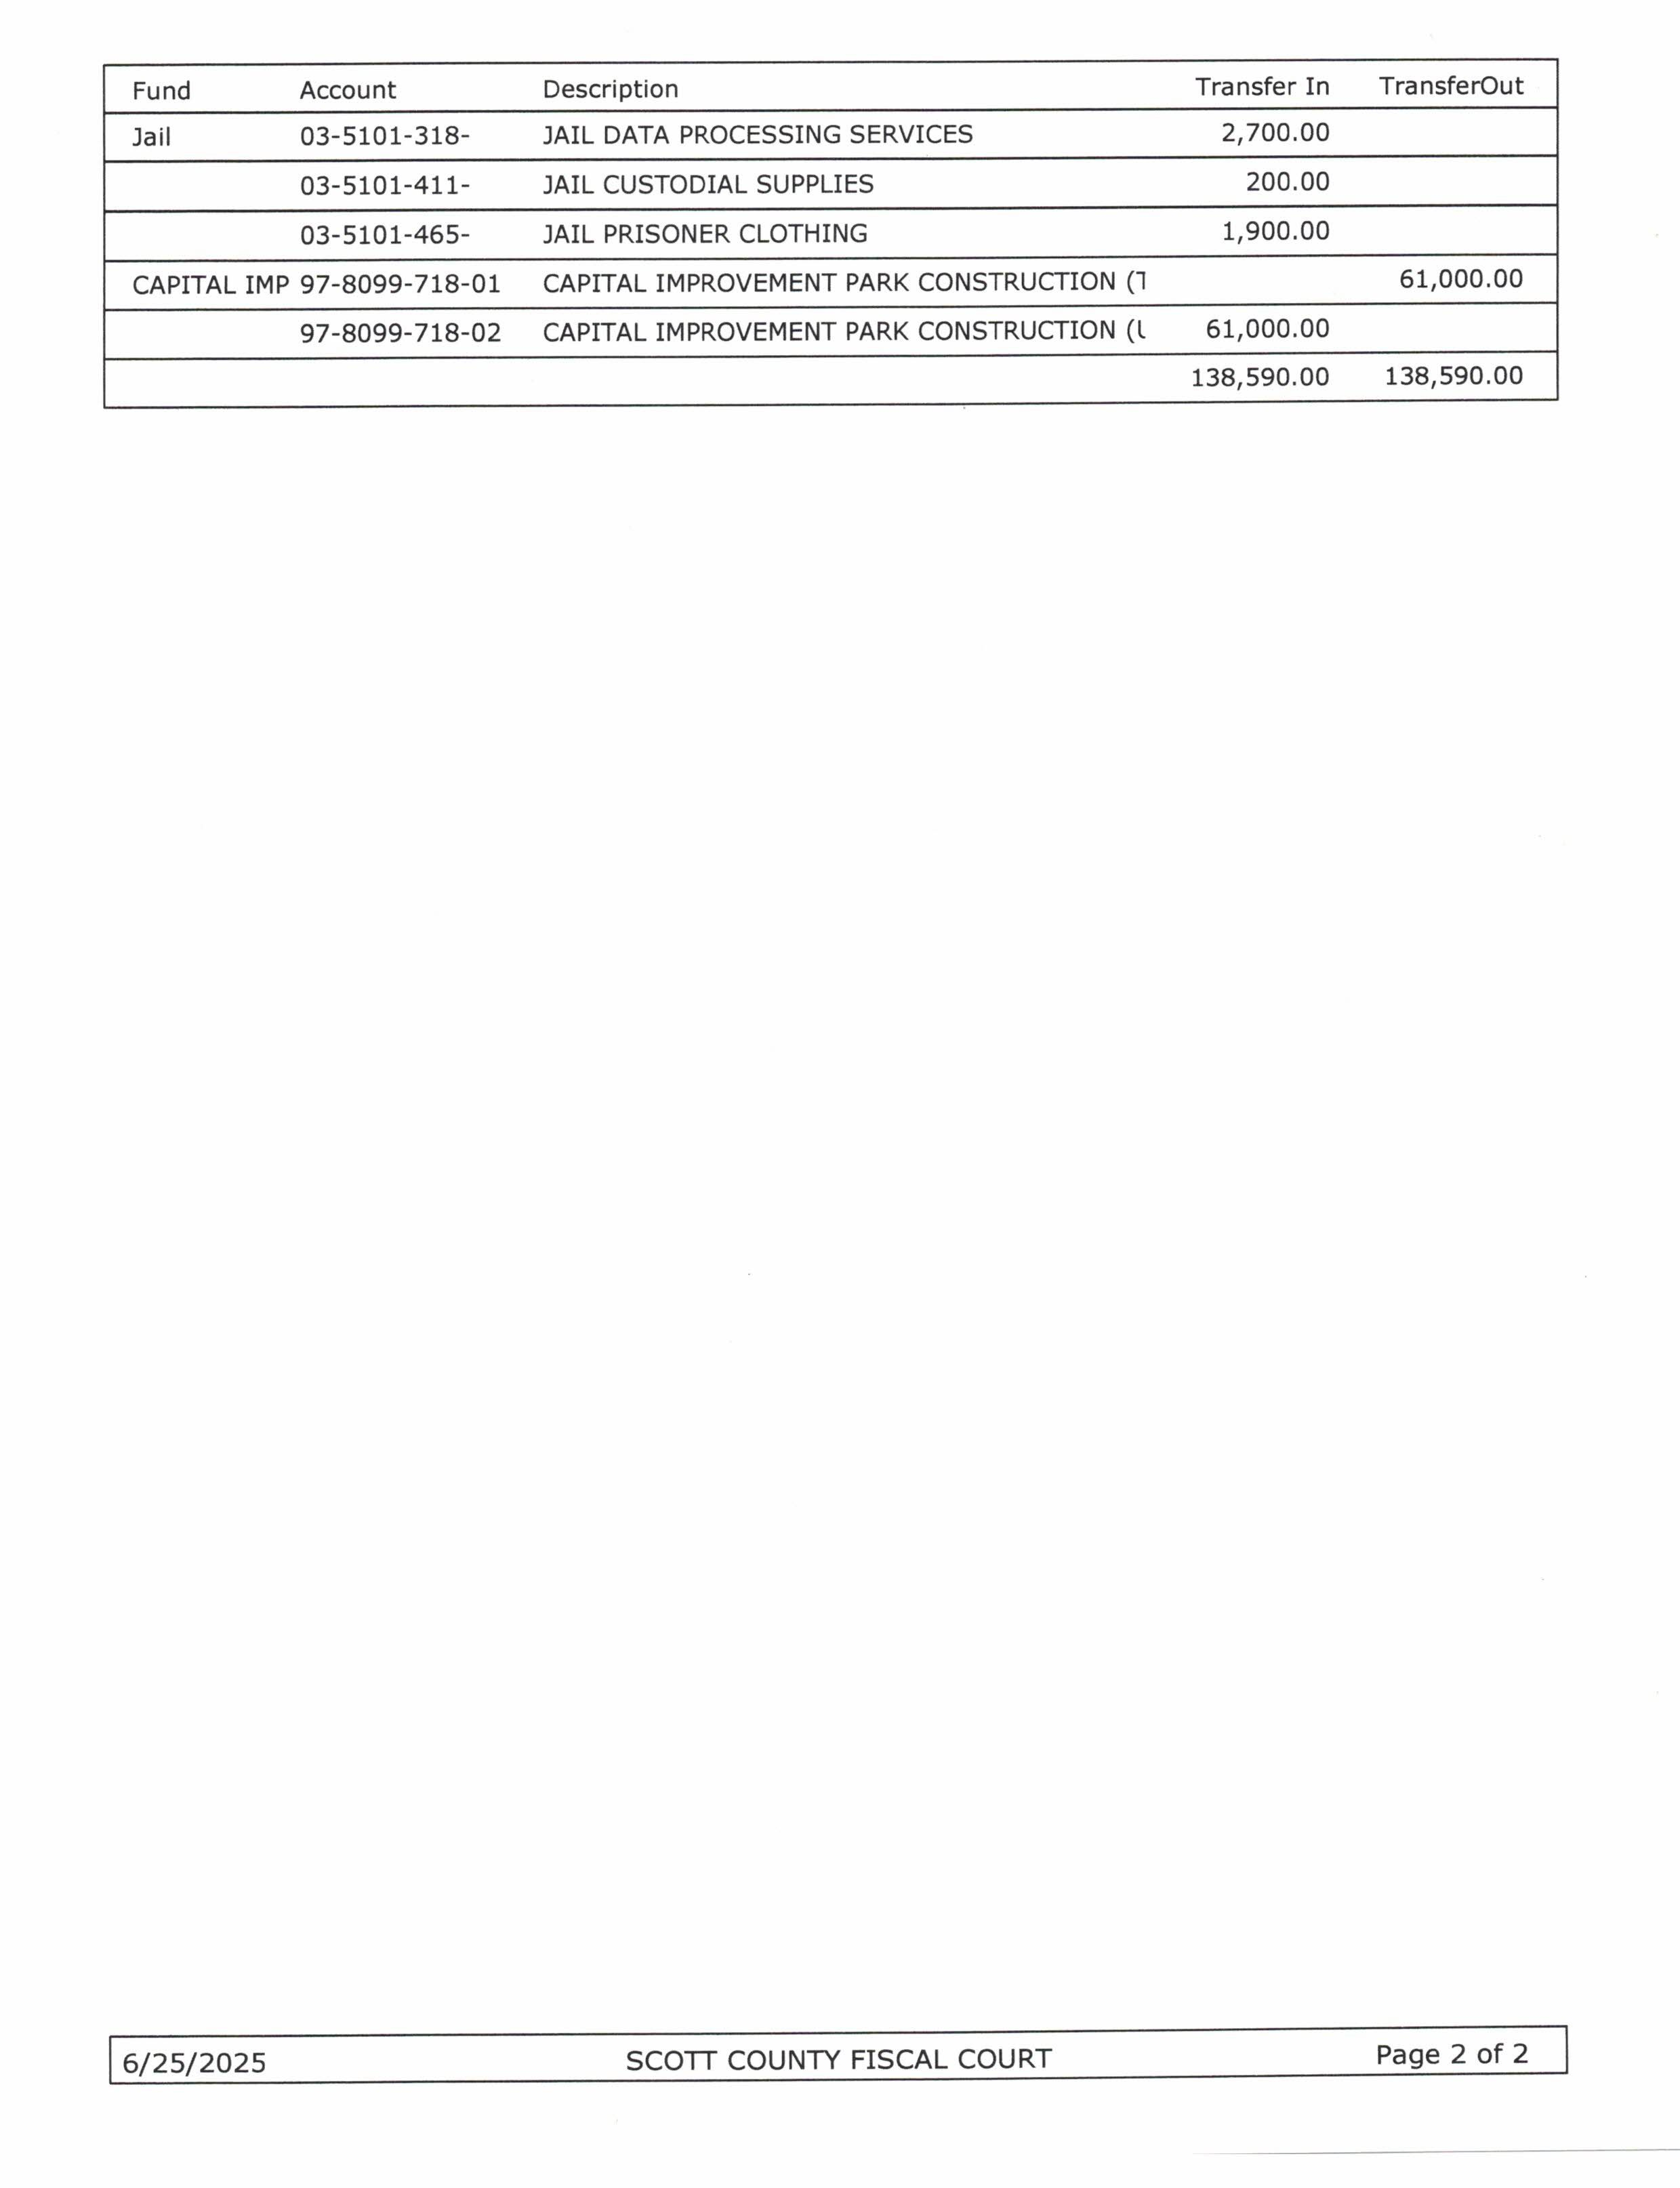 Fund Account Description Transfer In TransferOut
Jail 03-5101-318- JAIL DATA PROCESSING SERVICES 2,700.00
03-5101-411- JAIL CUSTODIAL SUPPLIES 200.00
03-5101-465- JAIL PRISONER CLOTHING 1,900.00
CAPITAL IMP 97-8099-718-01 CAPITAL IMPROVEMENT PARK CONSTRUCTION ( 61,000.00
97-8099-718-02 CAPITAL IMPROVEMENT PARK CONSTRUCTION ( 61,000.00
138,590.00 138,590.00
6/25/2025 SCOTT COUNTY FISCAL COURT Page 2 of 2